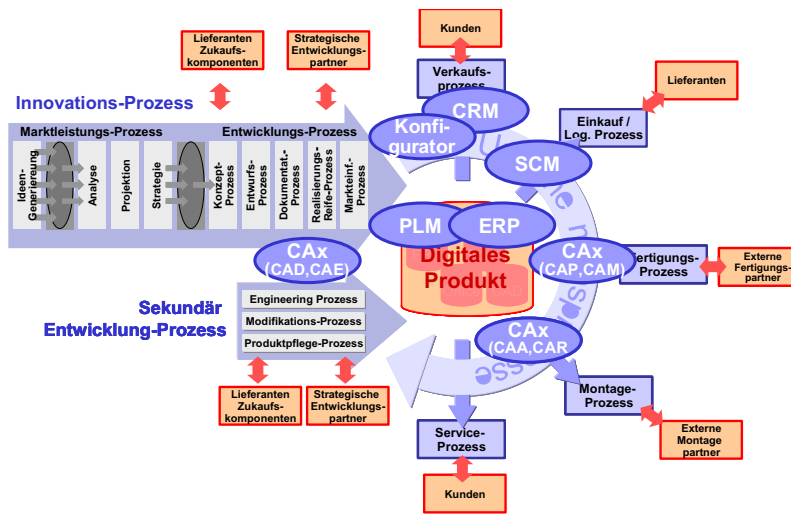 Kunden
Lieferanten
Zukaufs-
komponenten
Strategische
Entwicklungs-
partner
Verkaufs-
prozess
Lieferanten
Innovations-Prozess
CRM
Einkauf /
Log. Prozess
Marktleistungs-Prozess
Entwicklungs-Prozess
Konfi-
gurator
SCM
Ideen-
Generierereung
Analyse
Projektion
Strategie
Konzept-
Prozess
Entwurfs-
Prozess
Dokumentat.-
Prozess
Realisierungs-
Reife-Prozess
Markteinf.-
Prozess
PLM
ERP
Digitales
Produkt
CAx
(CAD,CAE)
CAx
(CAP,CAM)
ertigungs-
Prozess
Externe
Fertigungs-
partner
Sekundär
Entwicklung-Prozess
Engineering Prozess
Modifikations-Prozess
Produktpflege-Prozess
CAx
(CAA,CAR
Lieferanten
Zukaufs-
komponenten
Strategische
Entwicklungs-
partner
Montage-
Prozess
Service-
Prozess
Externe
Montage
partner
Kunden